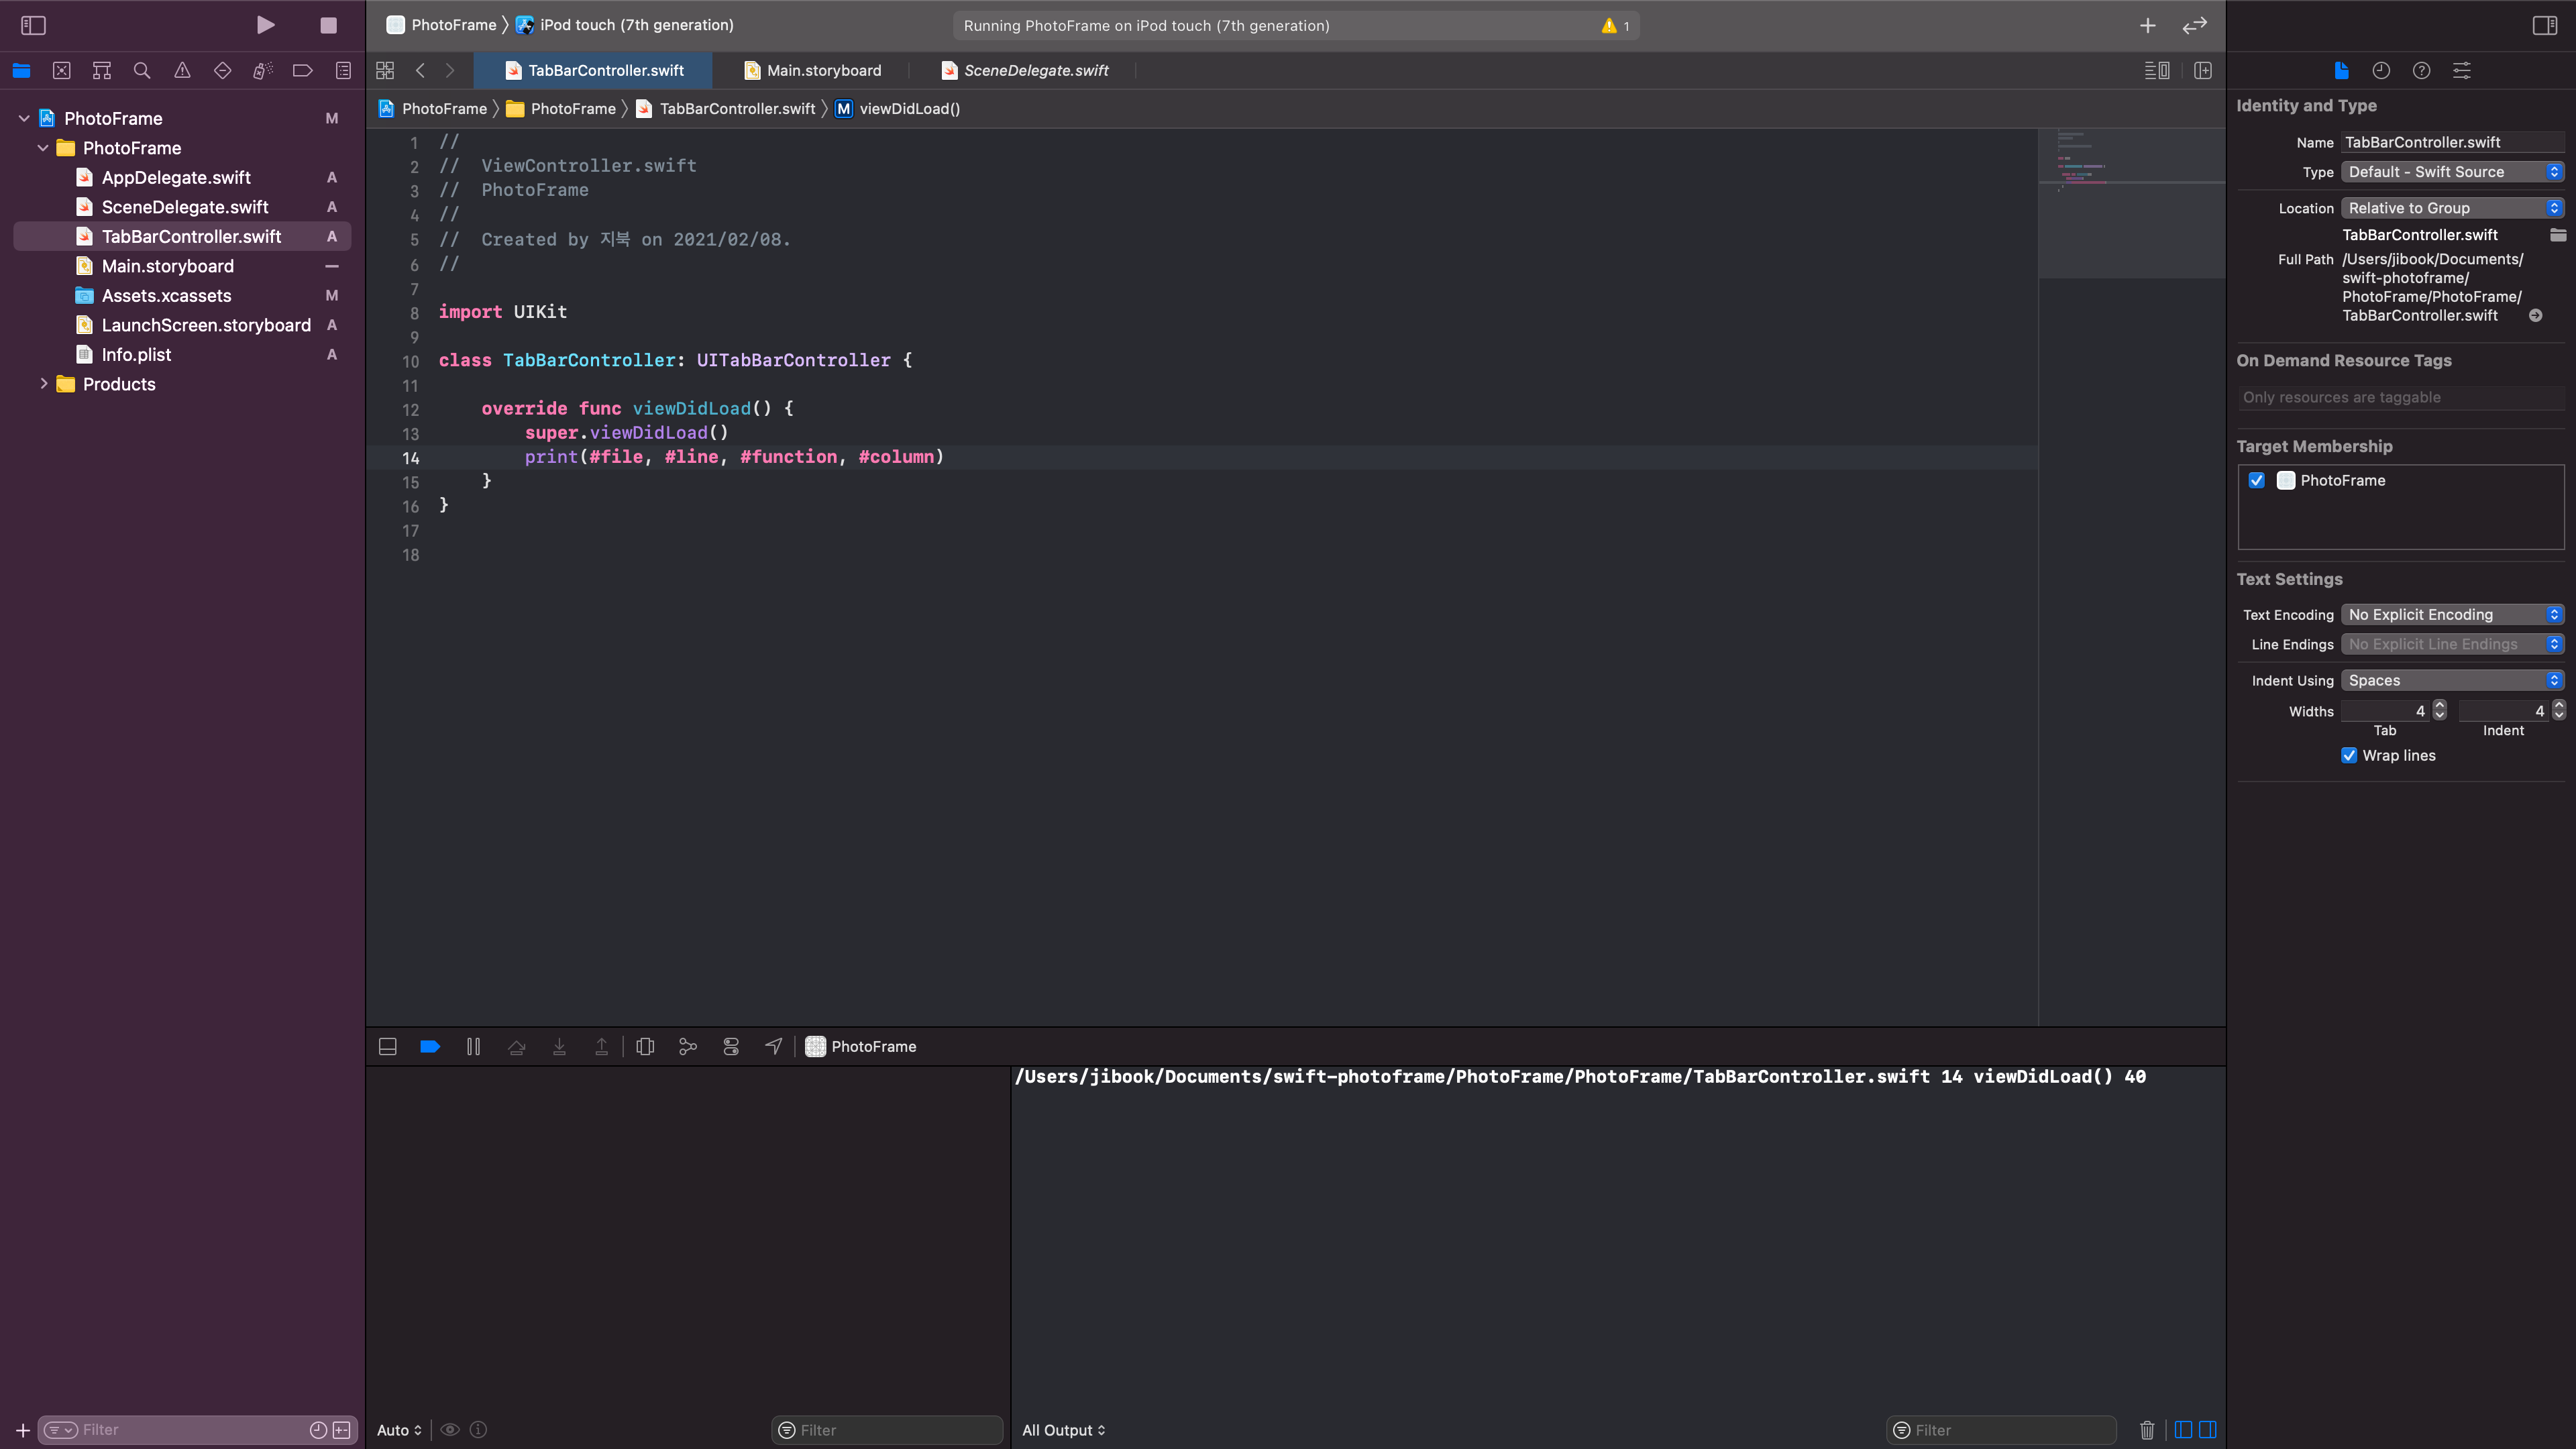 PhotoFrame 〉 iPod touch (7th generation)
Running PhotoFrame on iPod touch (7th generation)
1
TabBarController.swift
Main.storyboard
SceneDelegate.swift
PhotoFrame 〉 PhotoFrame 〉 TabBarController.swift 〉 M viewDidLoad()
PhotoFrame M
PhotoFrame
AppDelegate.swift A
SceneDelegate.swift A
TabBarController.swift A
Main.storyboard —
Assets.xcassets M
LaunchScreen.storyboard A
Info.plist A
Products
Filter
1 //
2 //  ViewController.swift
3 //  PhotoFrame
4 //
5 //  Created by 지북 on 2021/02/08.
6 //
7
8 import UIKit
9
10 class TabBarController: UITabBarController {
11
12     override func viewDidLoad() {
13         super.viewDidLoad()
14         print(#file, #line, #function, #column)
15     }
16 }
17
18
PhotoFrame
/Users/jibook/Documents/swift-photoframe/PhotoFrame/PhotoFrame/TabBarController.swift 14 viewDidLoad() 40
Auto
Filter
All Output
Filter
Identity and Type
Name TabBarController.swift
Type Default - Swift Source
Location Relative to Group
TabBarController.swift
Full Path /Users/jibook/Documents/
swift-photoframe/
PhotoFrame/PhotoFrame/
TabBarController.swift
On Demand Resource Tags
Only resources are taggable
Target Membership
PhotoFrame
Text Settings
Text Encoding No Explicit Encoding
Line Endings No Explicit Line Endings
Indent Using Spaces
Widths 4 4
Tab Indent
Wrap lines